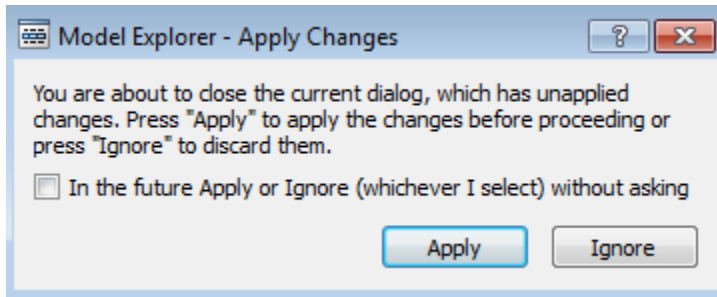 Model Explorer - Apply Changes
You are about to close the current dialog, which has unapplied
changes. Press "Apply" to apply the changes before proceeding or
press "Ignore" to discard them.
In the future Apply or Ignore (whichever I select) without asking
Apply
Ignore